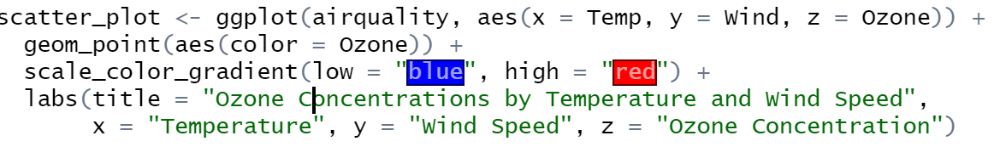 scatter_plot <- ggplot(airquality, aes(x = Temp, y = Wind, z = Ozone)) +
geom_point(aes(color = Ozone)) +
scale_color_gradient(low = "blue", high = "red") +
labs(title = "Ozone Concentrations by Temperature and Wind Speed",
x = "Temperature", y = "Wind Speed", z = "Ozone Concentration")